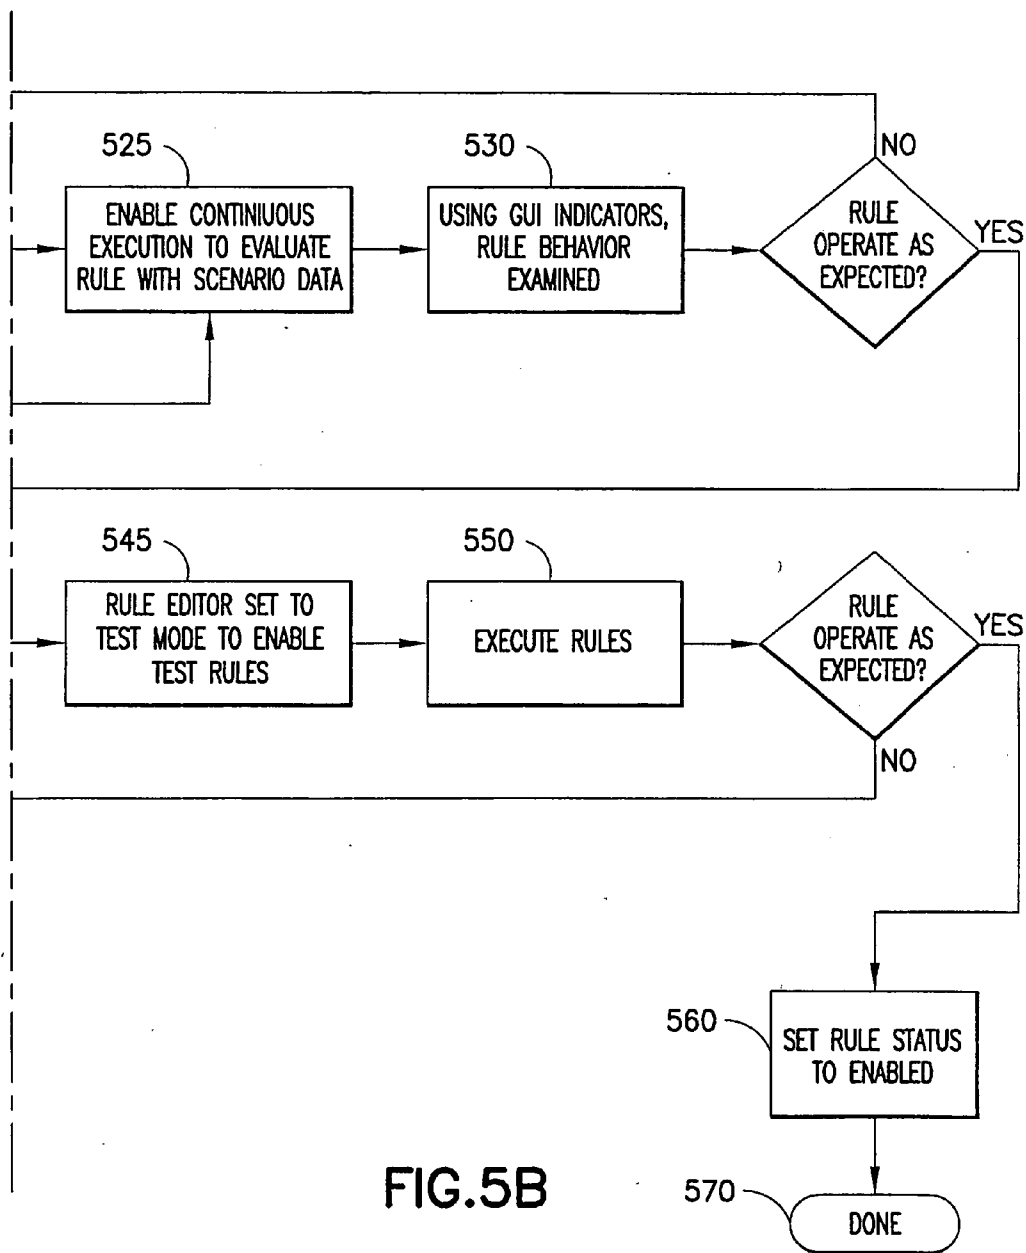 NO
525
530
ENABLE CONTINIUOUS
EXECUTION TO EVALUATE
RULE WITH SCENARIO DATA
USING GUI INDICATORS,
RULE BEHAVIOR
EXAMINED
RULE
OPERATE AS
EXPECTED?
YES
545
550
RULE EDITOR SET TO
TEST MODE TO ENABLE
TEST RULES
EXECUTE RULES
RULE
OPERATE AS
EXPECTED?
YES
NO
560
SET RULE STATUS
TO ENABLED
570
DONE
FIG.5B